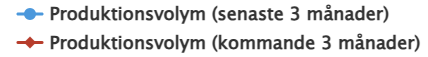 Produktionsvolym (senaste 3 månader)
Produktionsvolym (kommande 3 månader)